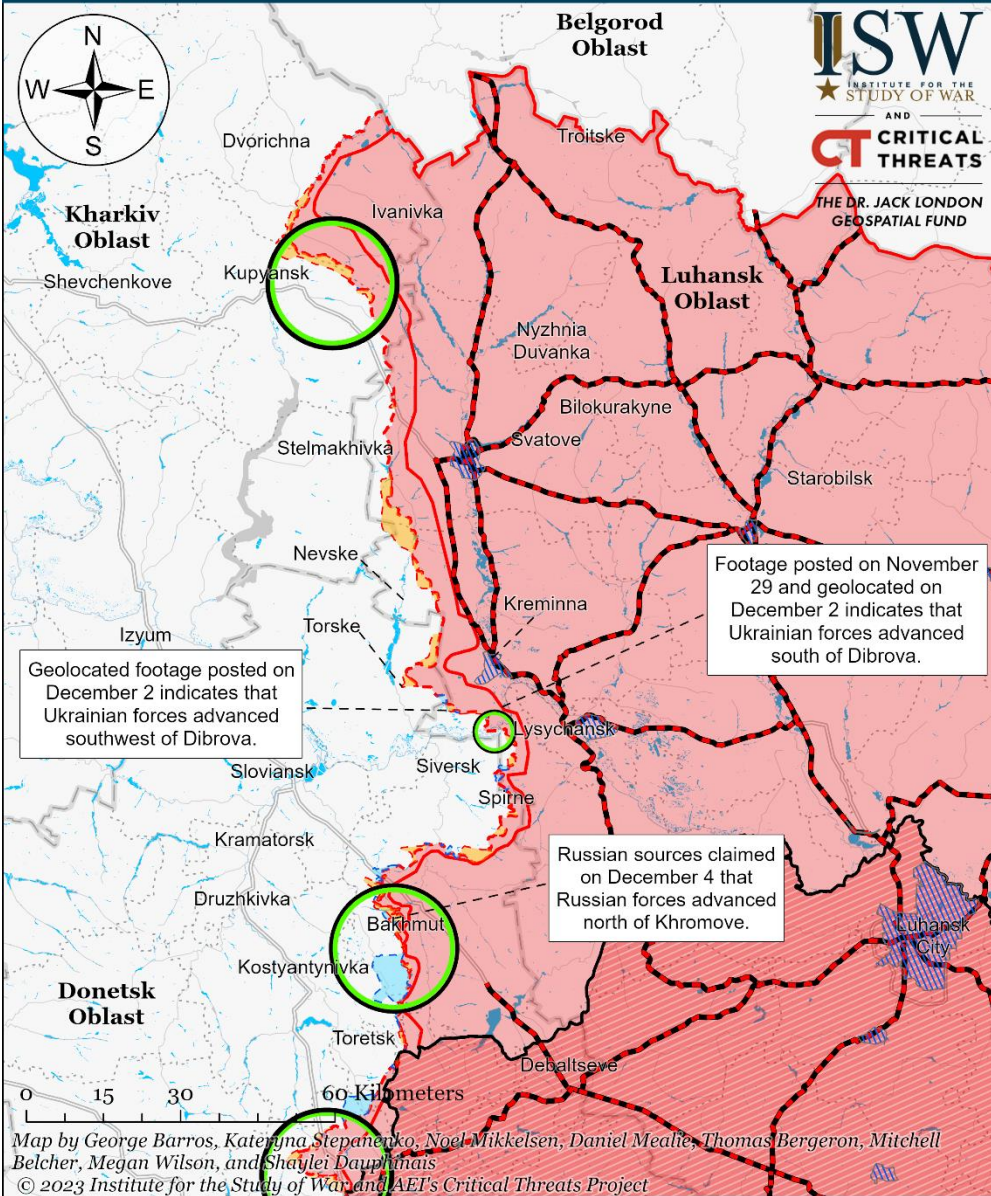 Belgorod
Oblast
ISW
INSTITUTE FOR THE
STUDY OF WAR
AND
CT CRITICAL
THREATS
THE DR. JACK LONDON
GEOSPATIAL FUND
N
W
E
S
Dvorichna
Troitske
Kharkiv
Oblast
Ivanivka
Shevchenkove
Kupyansk
Luhansk
Oblast
Nyzhnia
Duvanka
Bilokurakyne
Stelmakhivka
Svatove
Starobilsk
Nevske
Footage posted on November
29 and geolocated on
December 2 indicates that
Ukrainian forces advanced
south of Dibrova.
Kreminna
Torske
Izyum
Geolocated footage posted on
December 2 indicates that
Ukrainian forces advanced
southwest of Dibrova.
Lysychansk
Siversk
Sloviansk
Spirne
Kramatorsk
Russian sources claimed
on December 4 that
Russian forces advanced
north of Khromove.
Druzhkivka
Bakhmut
Luhansk
City
Kostyantynivka
Donetsk
Oblast
Toretsk
Debaltseve
0 15 30 60 Kilometers
Map by George Barros, Kateryna Stepanenko, Noel Mikkelsen, Daniel Mealie, Thomas Bergeron, Mitchell
Belcher, Megan Wilson, and Shaylei Dauphinais
© 2023 Institute for the Study of War and AEI's Critical Threats Project